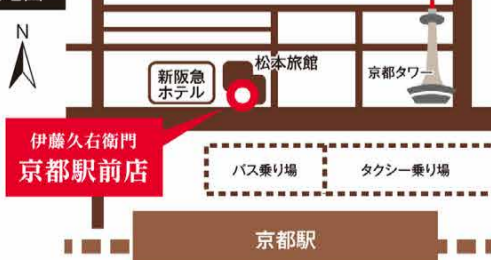 N
松本旅館
新阪急
ホテル
京都タワー
伊藤久右衛門
京都駅前店
バス乗り場
タクシー乗り場
京都駅